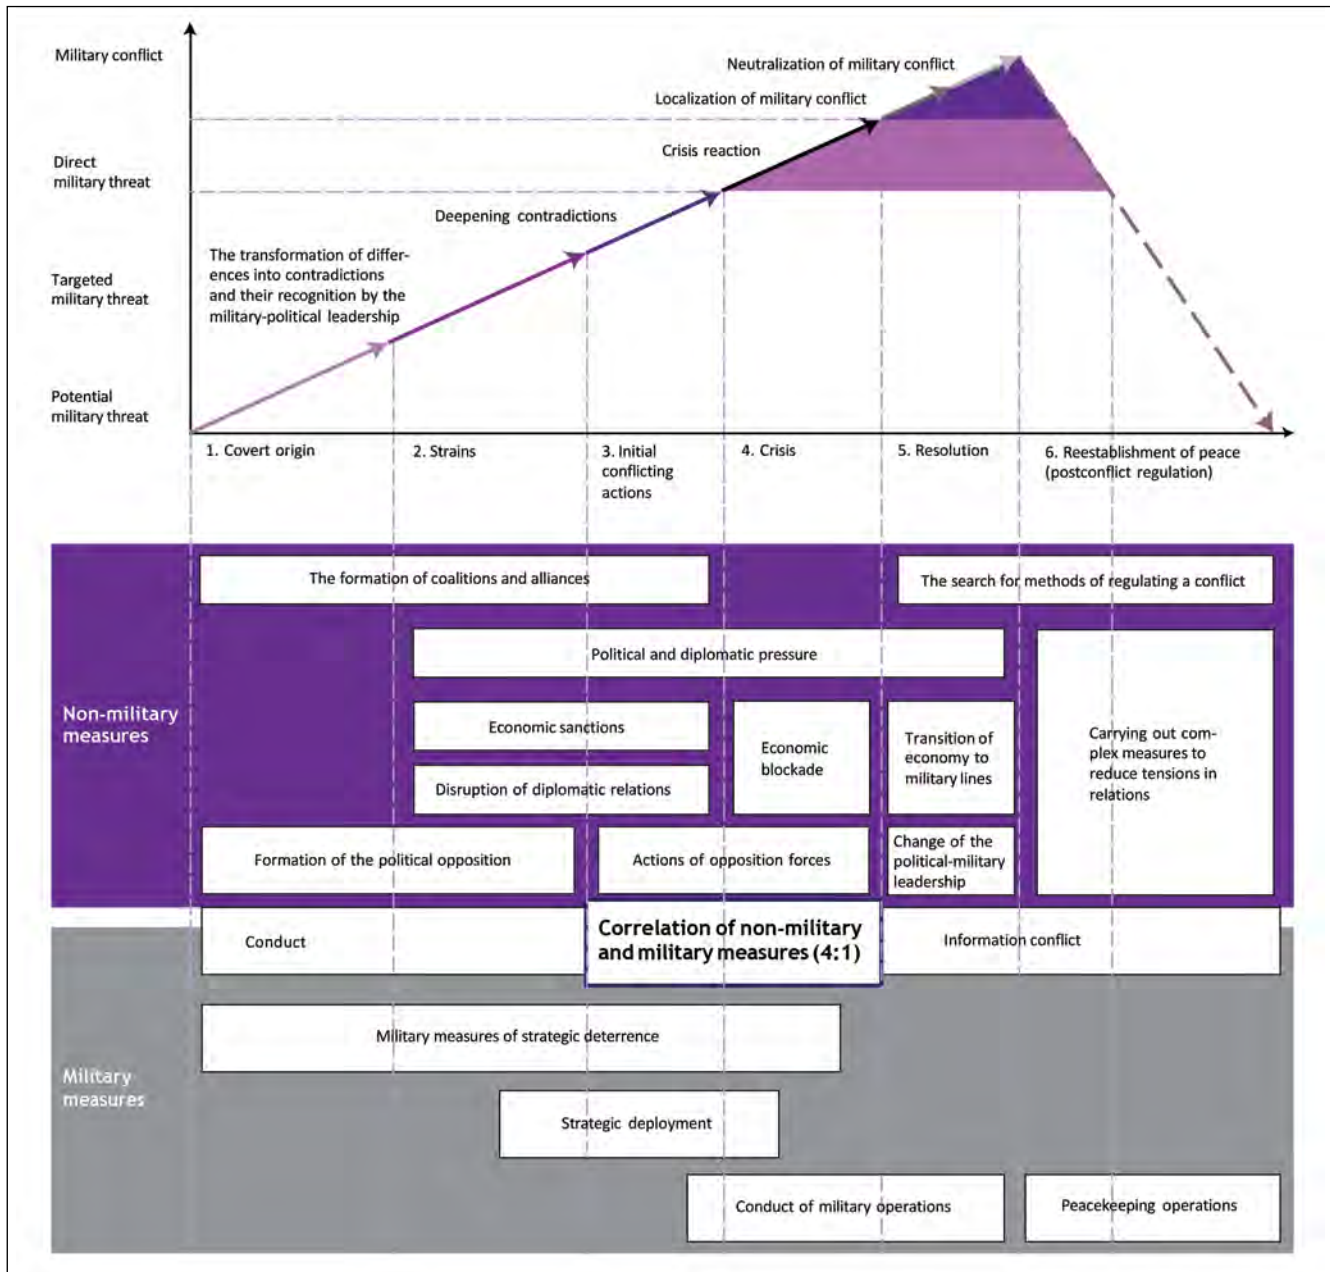 Military conflict
Neutralization of military conflict
Localization of military conflict
Crisis reaction
Direct
military threat
Deepening contradictions
The transformation of differ-
ences into contradictions
and their recognition by the
military-political leadership
Targeted
military threat
Potential
military threat
1. Covert origin
2. Strains
3. Initial
conflicting
actions
4. Crisis
5. Resolution
6. Reestablishment of peace
(postconflict regulation)
Non-military
measures
The formation of coalitions and alliances
The search for methods of regulating a conflict
Political and diplomatic pressure
Economic sanctions
Disruption of diplomatic relations
Economic
blockade
Transition of
economy to
military lines
Carrying out com-
plex measures to
reduce tensions in
relations
Formation of the political opposition
Actions of opposition forces
Change of the
political-military
leadership
Conduct
Correlation of non-military
and military measures (4:1)
Information conflict
Military
measures
Military measures of strategic deterrence
Strategic deployment
Conduct of military operations
Peacekeeping operations